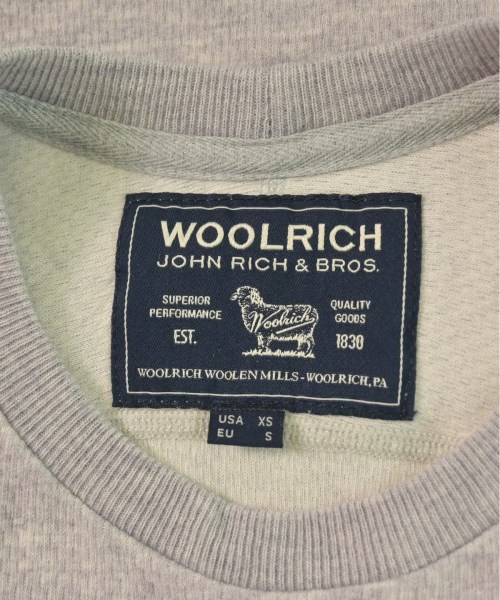 WOOLRICH
JOHN RICH & BROS.
SUPERIOR
PERFORMANCE
EST.
Woolrich
QUALITY
GOODS
1830
WOOLRICH WOOLEN MILLS - WOOLRICH, PA
USA XS
EU S